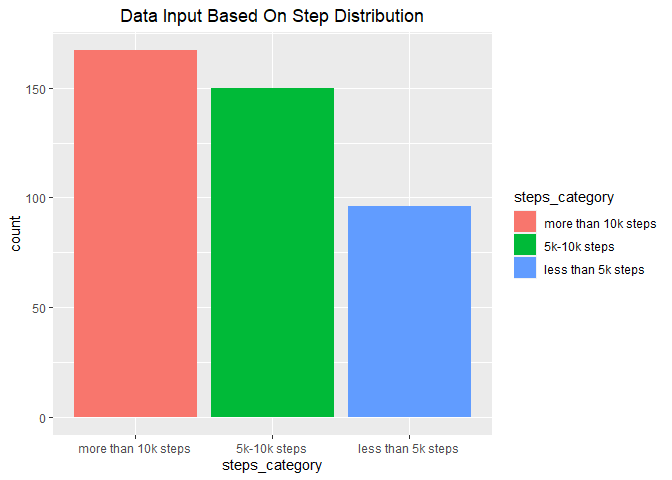 Data Input Based On Step Distribution
150
100
50
0
count
more than 10k steps
5k-10k steps
less than 5k steps
steps_category
steps_category
more than 10k steps
5k-10k steps
less than 5k steps